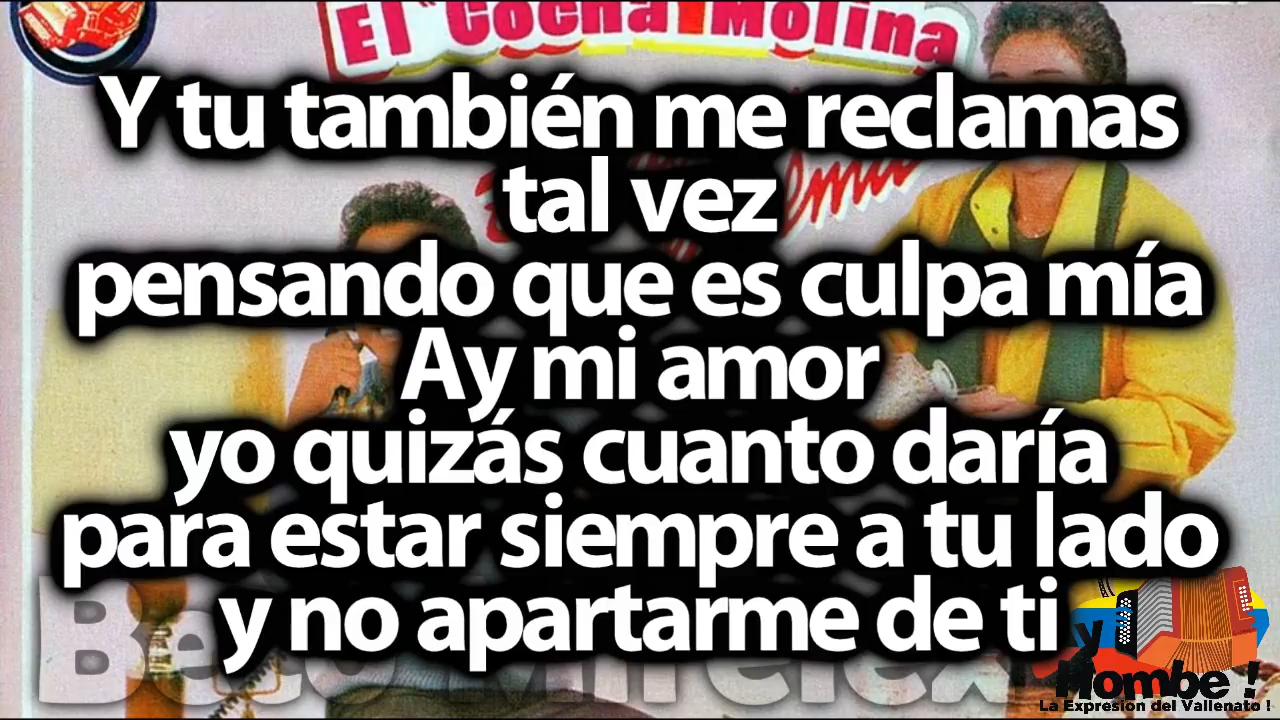 El "Cocha" Molina
Y tu también me reclamas
tal vez
pensando que es culpa mía
Ay mi amor
yo quizás cuanto daría
para estar siempre a tu lado
y no apartarme de ti
y
Hombe !
La Expresion del Vallenato !